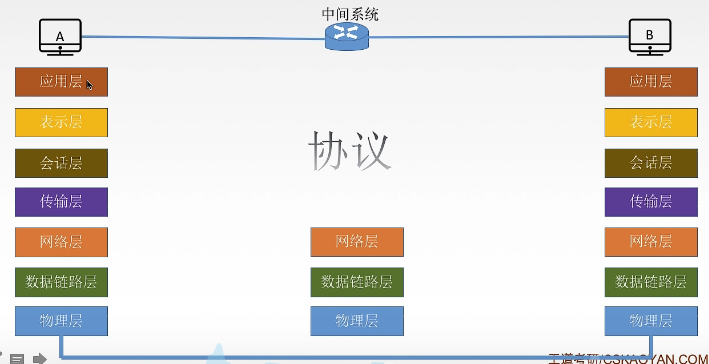 中间系统
A
B
应用层
应用层
表示层
表示层
协议
会话层
会话层
传输层
传输层
网络层
网络层
网络层
数据链路层
数据链路层
数据链路层
物理层
物理层
物理层
王道考研/CSKAOYAN.COM